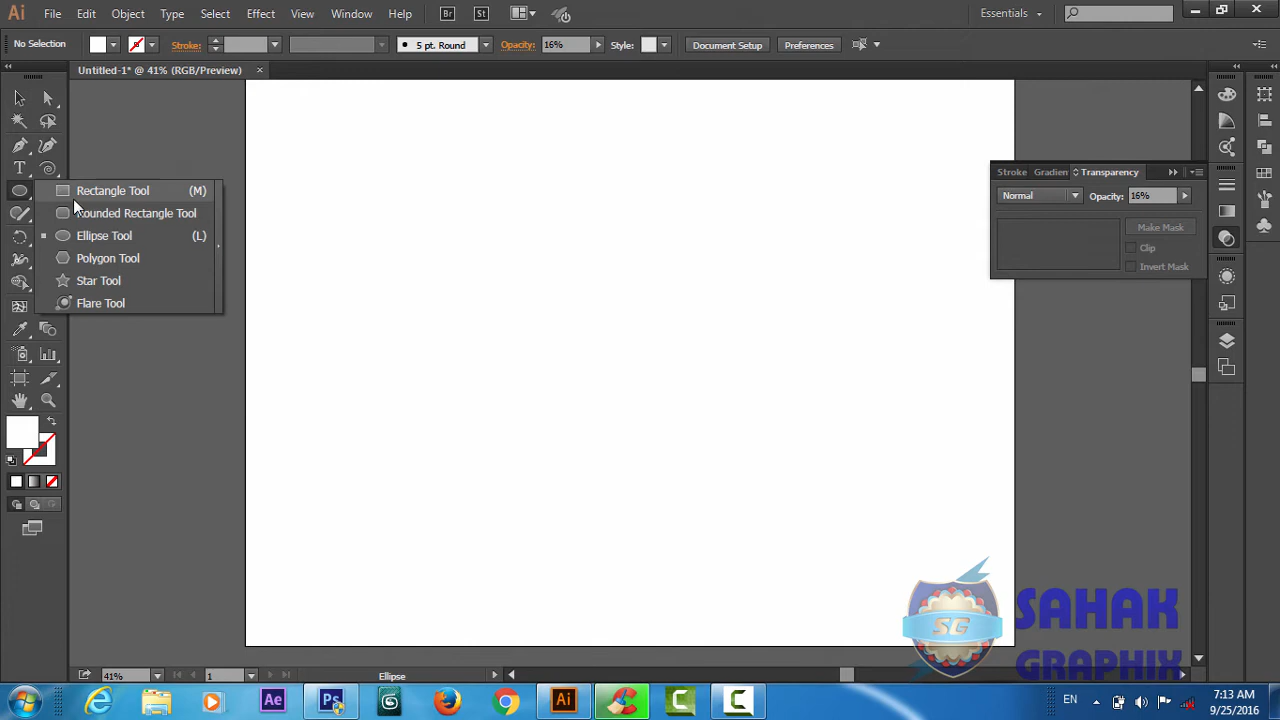 Ai File Edit Object Type Select Effect View Window Help Br St Essentials
No Selection Stroke: 5 pt. Round Opacity: 16% Style: Document Setup Preferences
Untitled-1* @ 41% (RGB/Preview) ×
Rectangle Tool (M)
Rounded Rectangle Tool
Ellipse Tool (L)
Polygon Tool
Star Tool
Flare Tool
Stroke Gradien Transparency
Normal Opacity: 16%
Make Mask
Clip
Invert Mask
SG
SAHAK
GRAPHIX
41% 1 Ellipse
Ae Ps Ai EN
7:13 AM
9/25/2016